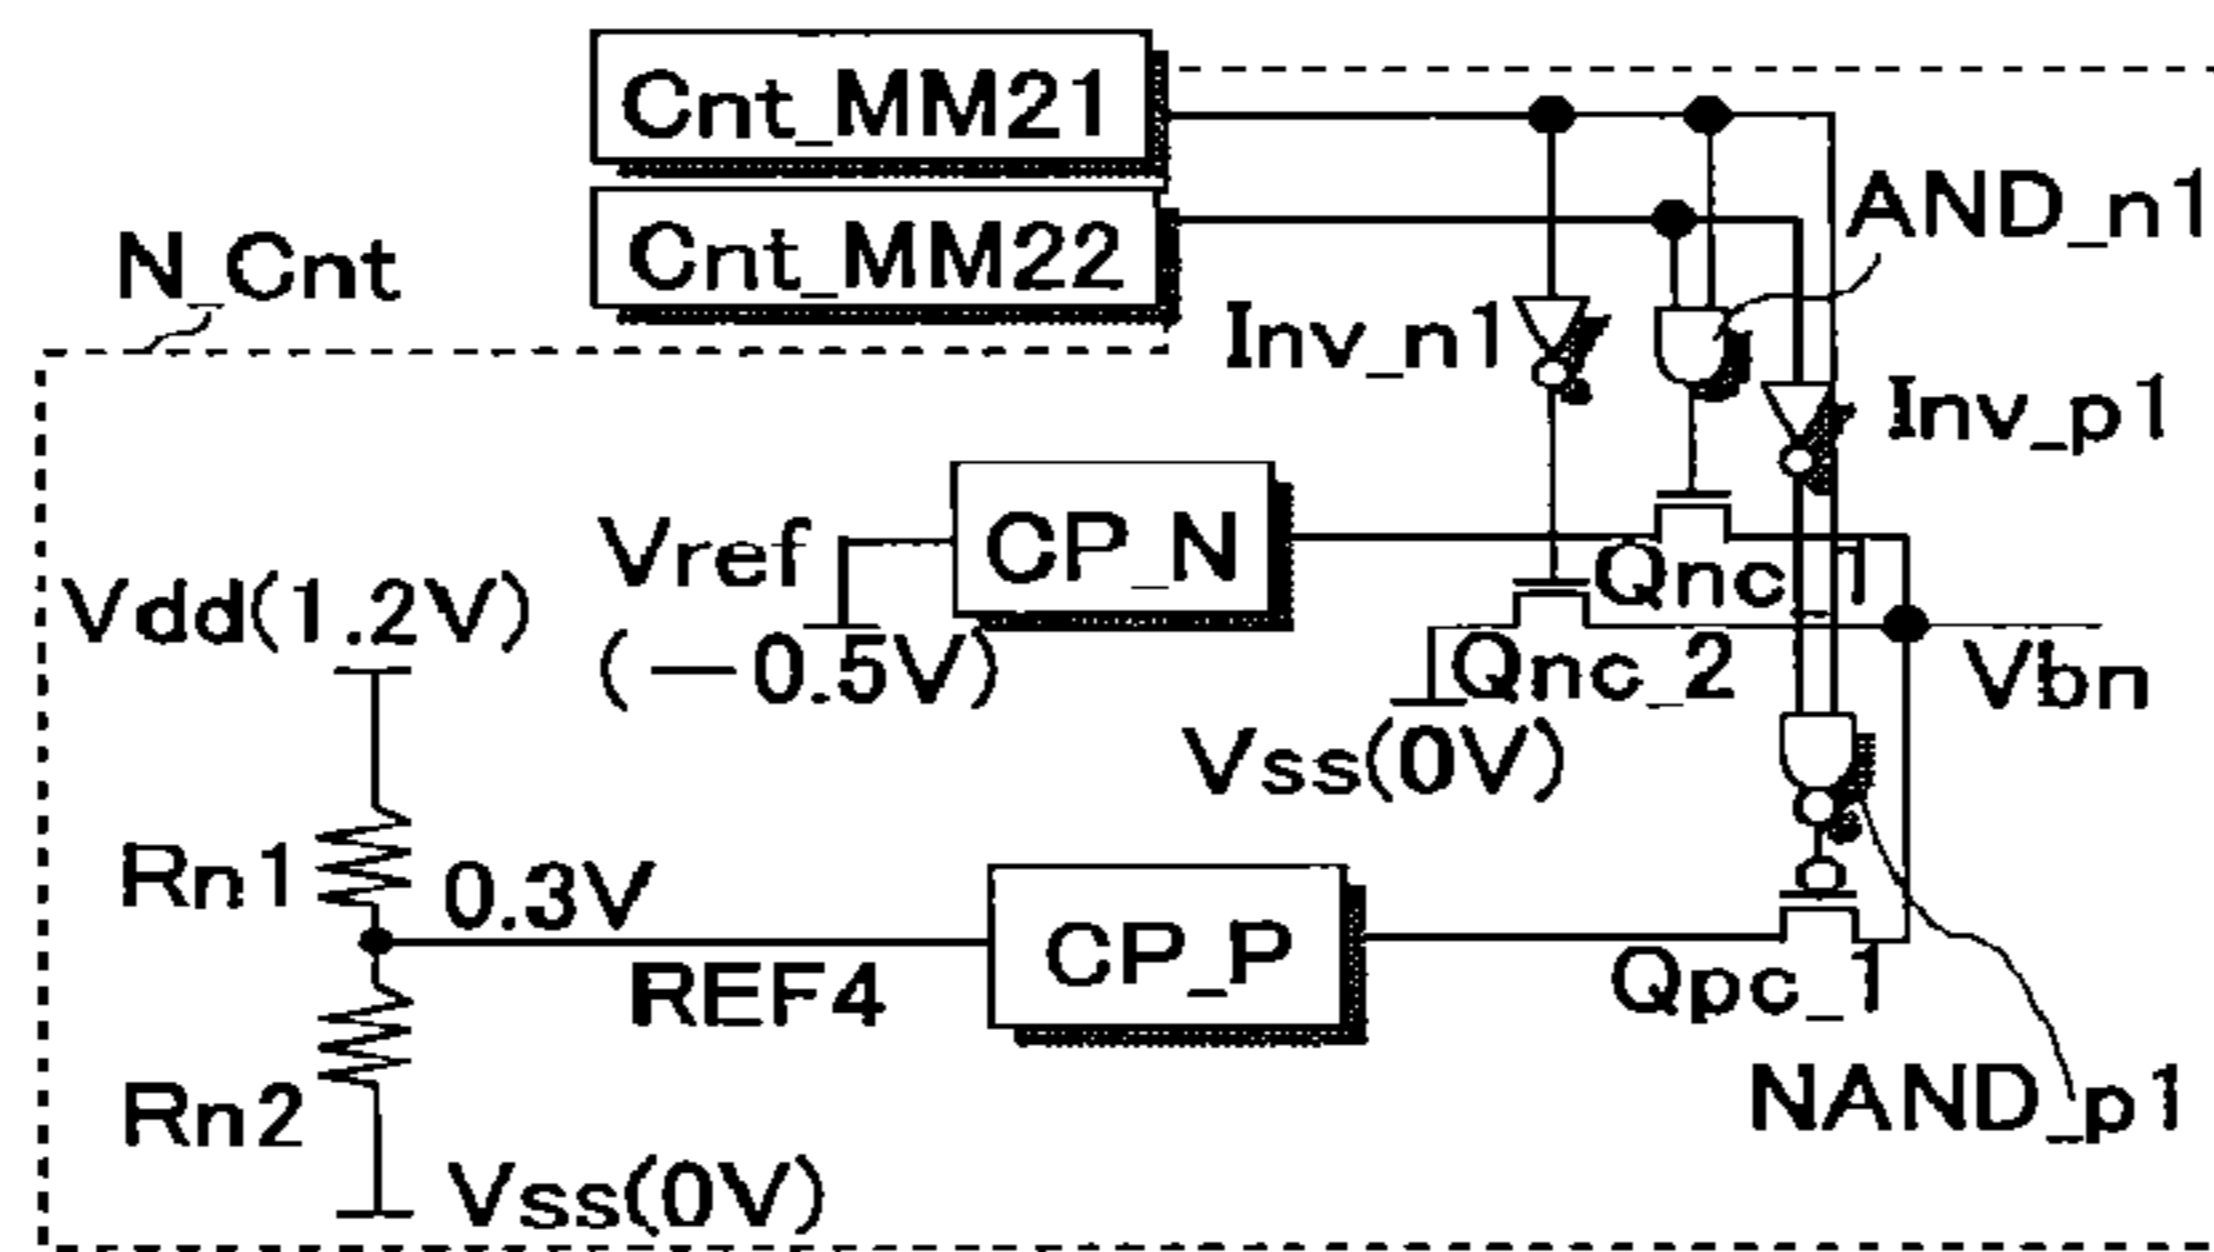 Cnt_MM21
Cnt_MM22
AND_n1
N_Cnt
Inv_n1
Inv_p1
Vref
(－0.5V)
CP_N
Qnc_1
Vdd(1.2V)
Qnc_2
Vbn
Vss(0V)
Rn1
0.3V
REF4
CP_P
Qpc_1
Rn2
NAND_p1
Vss(0V)